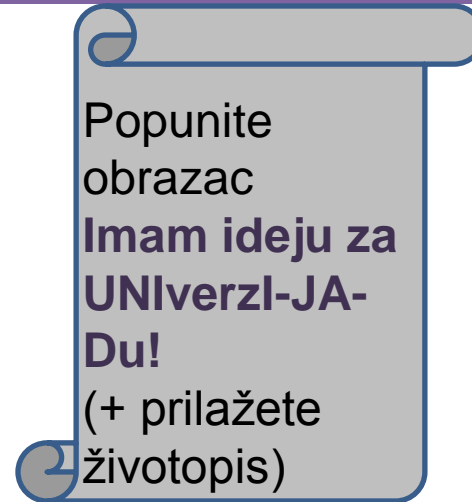 Popunite
obrazac
Imam ideju za
UNIverzI-JA-
Du!
(+ prilažete
životopis)